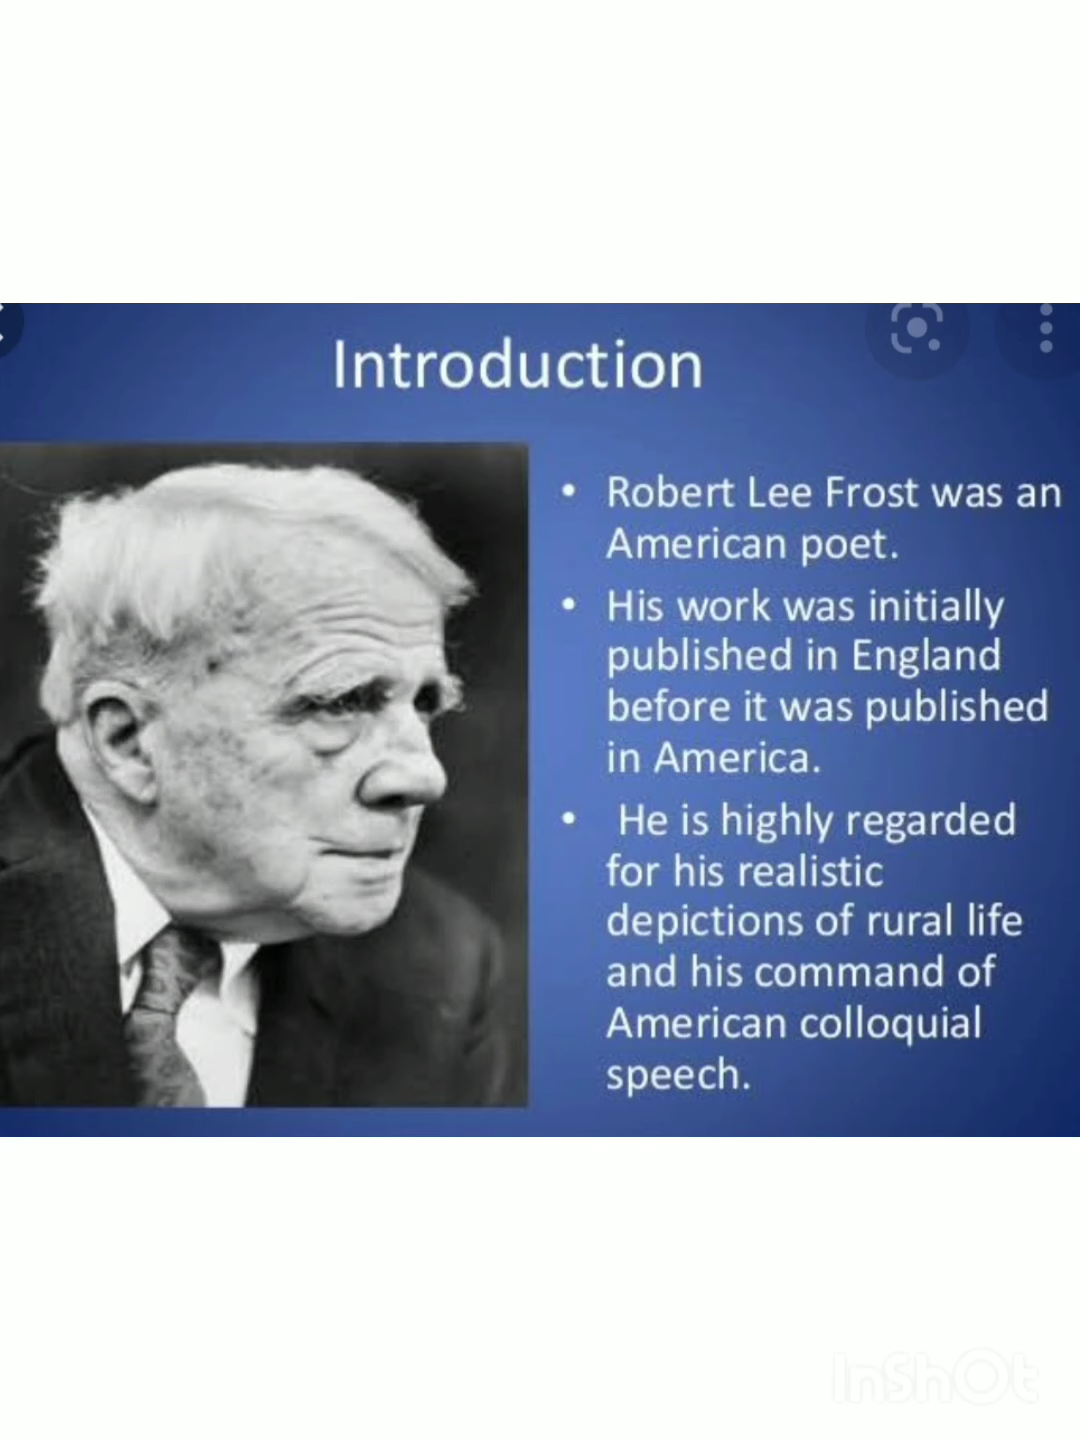 Introduction
• Robert Lee Frost was an
American poet.
• His work was initially
published in England
before it was published
in America.
• He is highly regarded
for his realistic
depictions of rural life
and his command of
American colloquial
speech.
InShOt